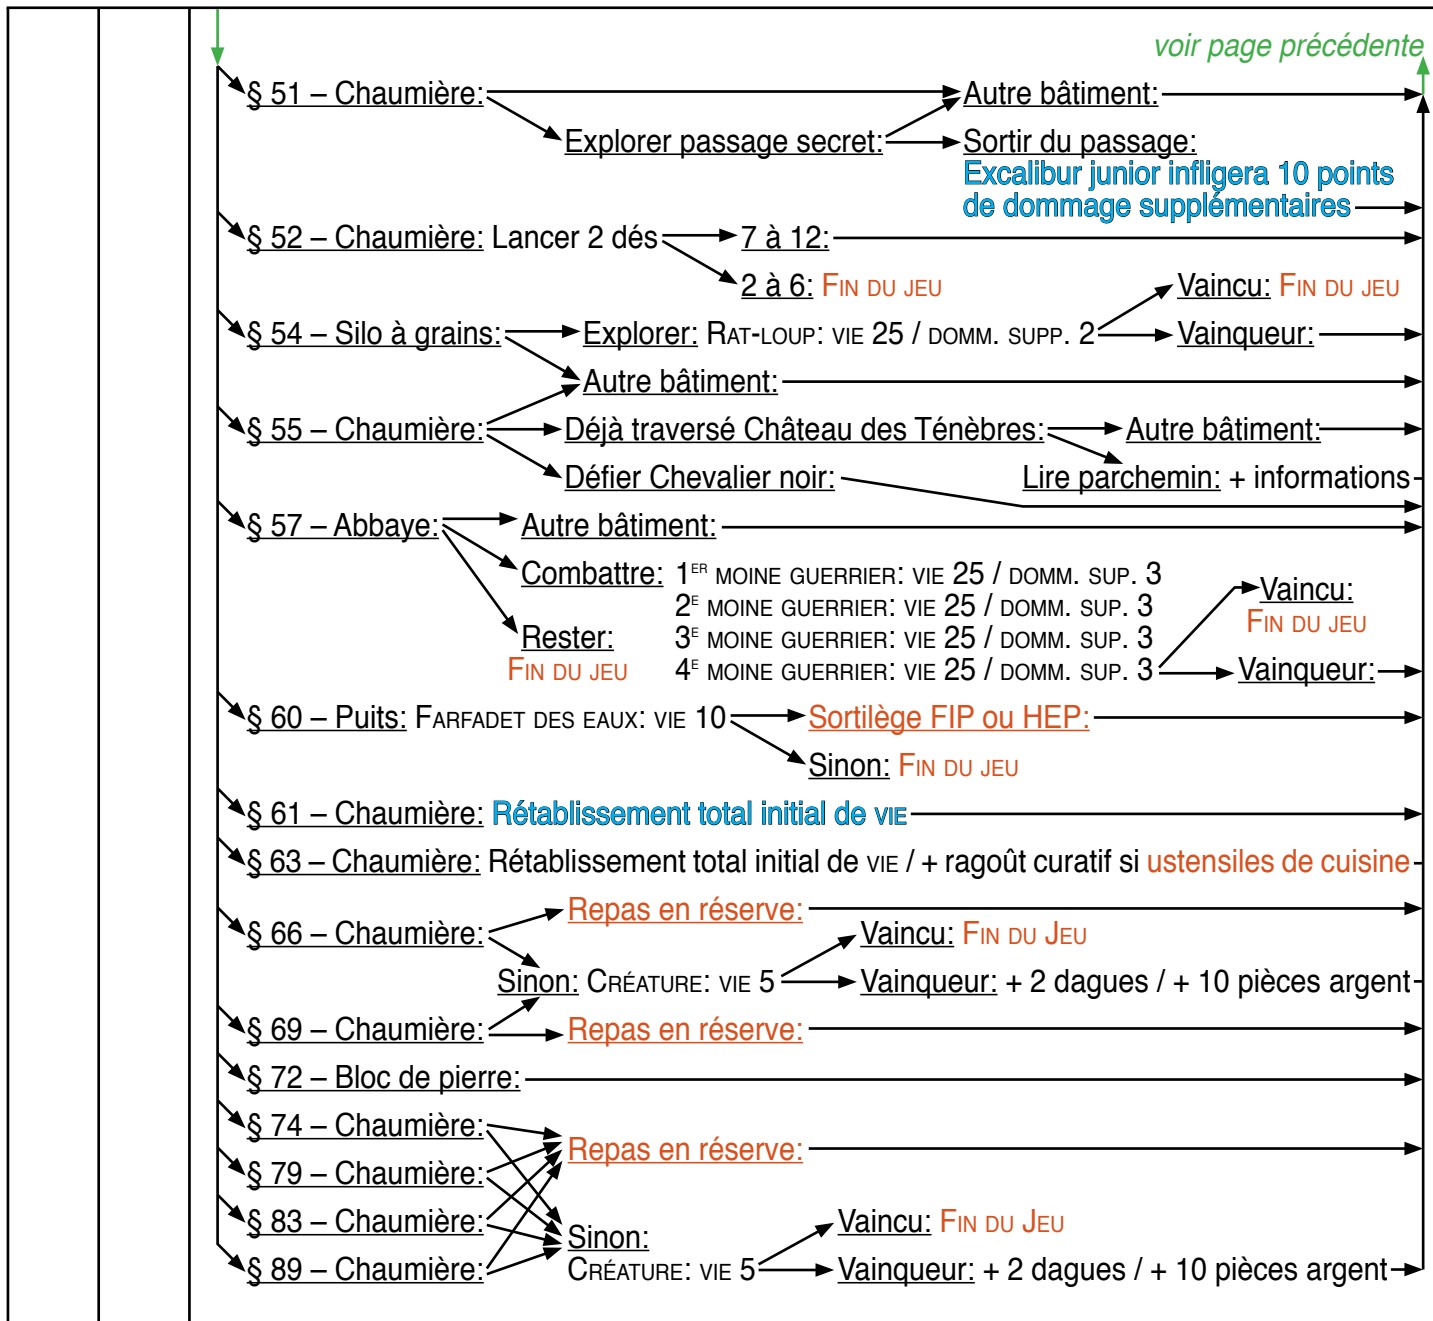 voir page précédente
§ 51 – Chaumière: Autre bâtiment:
Explorer passage secret: Sortir du passage:
Excalibur junior infligera 10 points
de dommage supplémentaires
§ 52 – Chaumière: Lancer 2 dés 7 à 12:
2 à 6: FIN DU JEU Vaincu: FIN DU JEU
§ 54 – Silo à grains: Explorer: RAT-LOUP: VIE 25 / DOMM. SUPP. 2 Vainqueur:
Autre bâtiment:
§ 55 – Chaumière: Déjà traversé Château des Ténèbres: Autre bâtiment:
Défier Chevalier noir: Lire parchemin: + informations
§ 57 – Abbaye: Autre bâtiment:
Combattre: 1ER MOINE GUERRIER: VIE 25 / DOMM. SUP. 3
Vaincu:
2E MOINE GUERRIER: VIE 25 / DOMM. SUP. 3
FIN DU JEU
Rester: 3E MOINE GUERRIER: VIE 25 / DOMM. SUP. 3
FIN DU JEU 4E MOINE GUERRIER: VIE 25 / DOMM. SUP. 3 Vainqueur:
§ 60 – Puits: FARFADET DES EAUX: VIE 10 Sortilège FIP ou HEP:
Sinon: FIN DU JEU
§ 61 – Chaumière: Rétablissement total initial de VIE
§ 63 – Chaumière: Rétablissement total initial de VIE / + ragoût curatif si ustensiles de cuisine
Repas en réserve:
§ 66 – Chaumière: Vaincu: FIN DU JEU
Sinon: CRÉATURE: VIE 5 Vainqueur: + 2 dagues / + 10 pièces argent
§ 69 – Chaumière: Repas en réserve:
§ 72 – Bloc de pierre:
§ 74 – Chaumière:
Repas en réserve:
§ 79 – Chaumière:
§ 83 – Chaumière: Vaincu: FIN DU JEU
Sinon:
§ 89 – Chaumière: CRÉATURE: VIE 5 Vainqueur: + 2 dagues / + 10 pièces argent